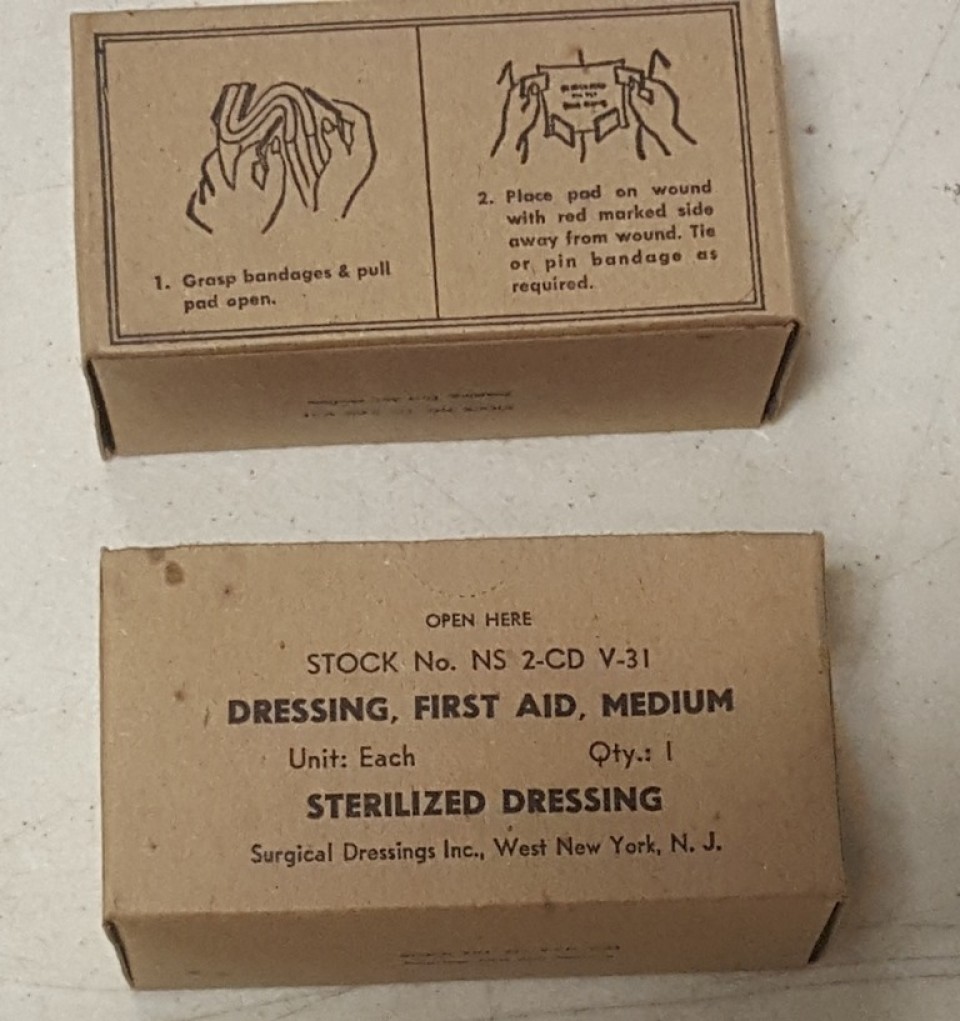 1. Grasp bandages & pull
pad open.
2. Place pad on wound
with red marked side
away from wound. Tie
or pin bandage as
required.
OPEN HERE
STOCK No. NS 2-CD V-31
DRESSING, FIRST AID, MEDIUM
Unit: Each Qty.: 1
STERILIZED DRESSING
Surgical Dressings Inc., West New York, N. J.